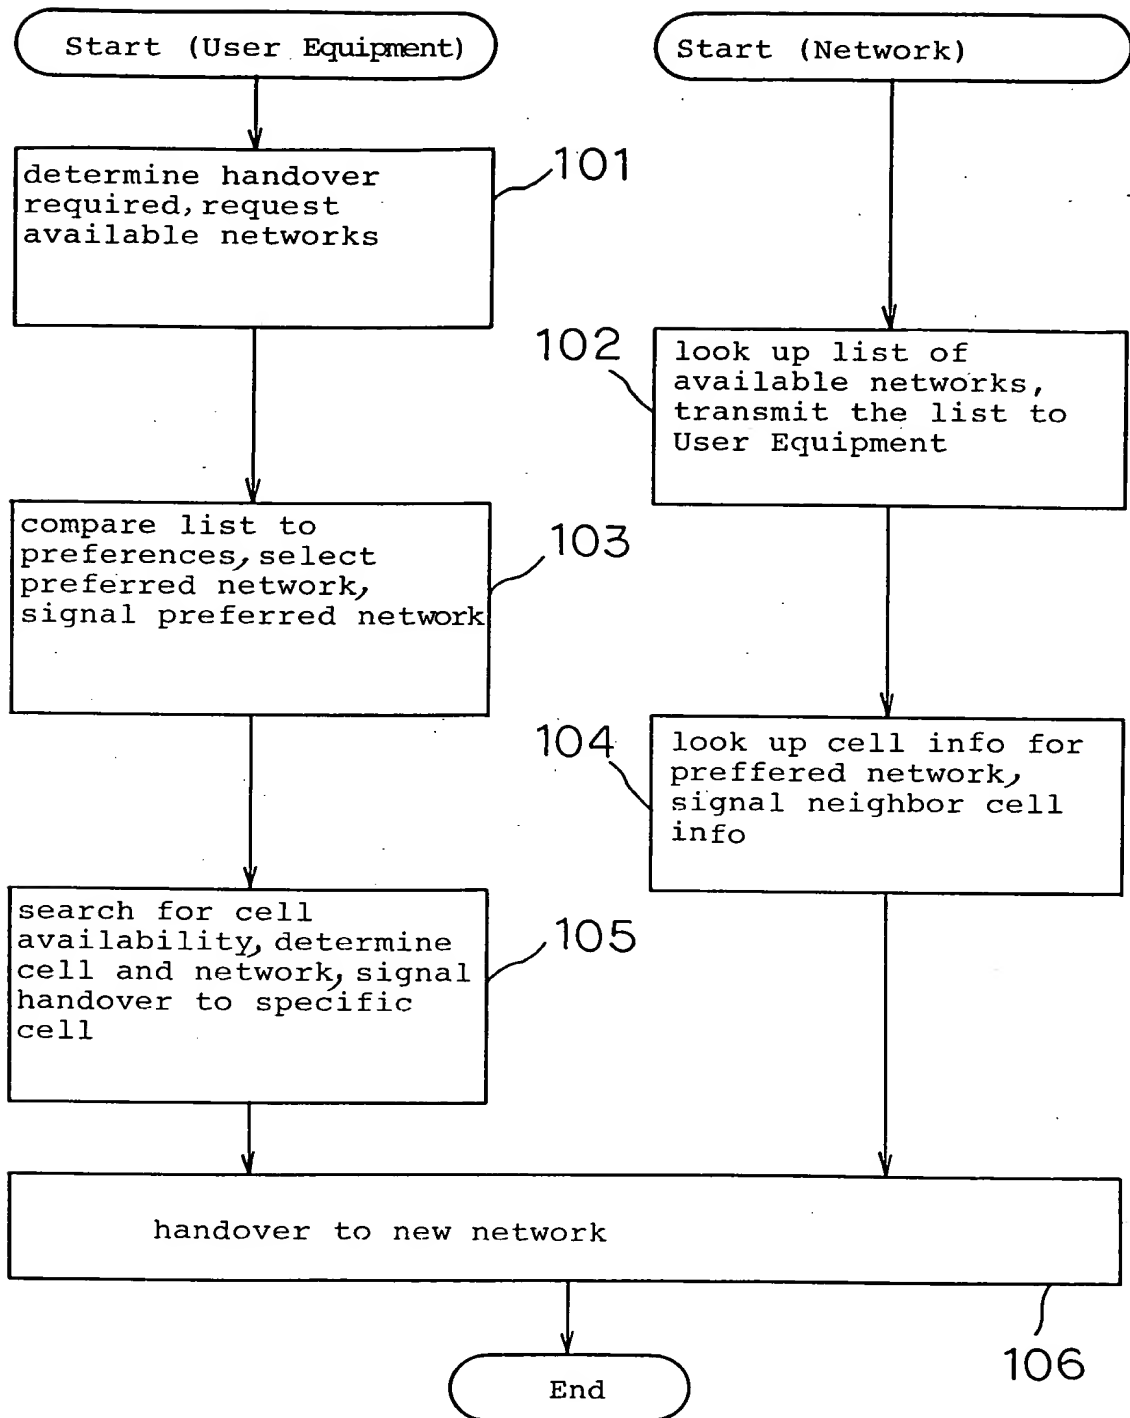 Start (User Equipment)
Start (Network)
determine handover
required, request
available networks
101
102
look up list of
available networks,
transmit the list to
User Equipment
compare list to
preferences, select
preferred network,
signal preferred network
103
104
look up cell info for
preffered network,
signal neighbor cell
info
search for cell
availability, determine
cell and network, signal
handover to specific
cell
105
handover to new network
106
End